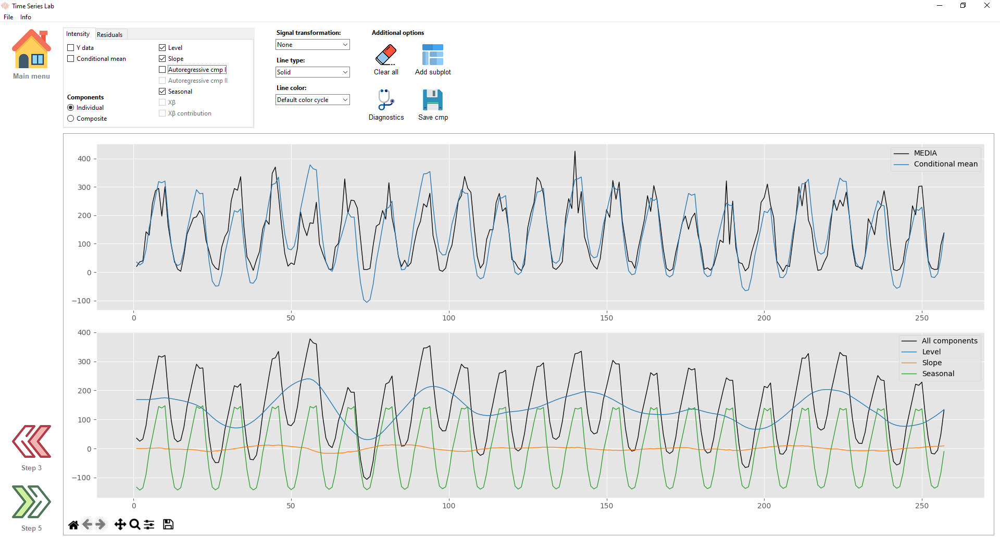 Time Series Lab
File Info
Main menu
Intensity Residuals
Y data
Conditional mean
Components
Individual
Composite
Level
Slope
Autoregressive cmp I
Autoregressive cmp II
Seasonal
Xβ
Xβ contribution
Signal transformation:
None
Line type:
Solid
Line color:
Default color cycle
Additional options
Clear all Add subplot
Diagnostics Save cmp
MEDIA
Conditional mean
400
300
200
100
0
−100
0 50 100 150 200 250
All components
Level
Slope
Seasonal
400
300
200
100
0
−100
0 50 100 150 200 250
Step 3
Step 5